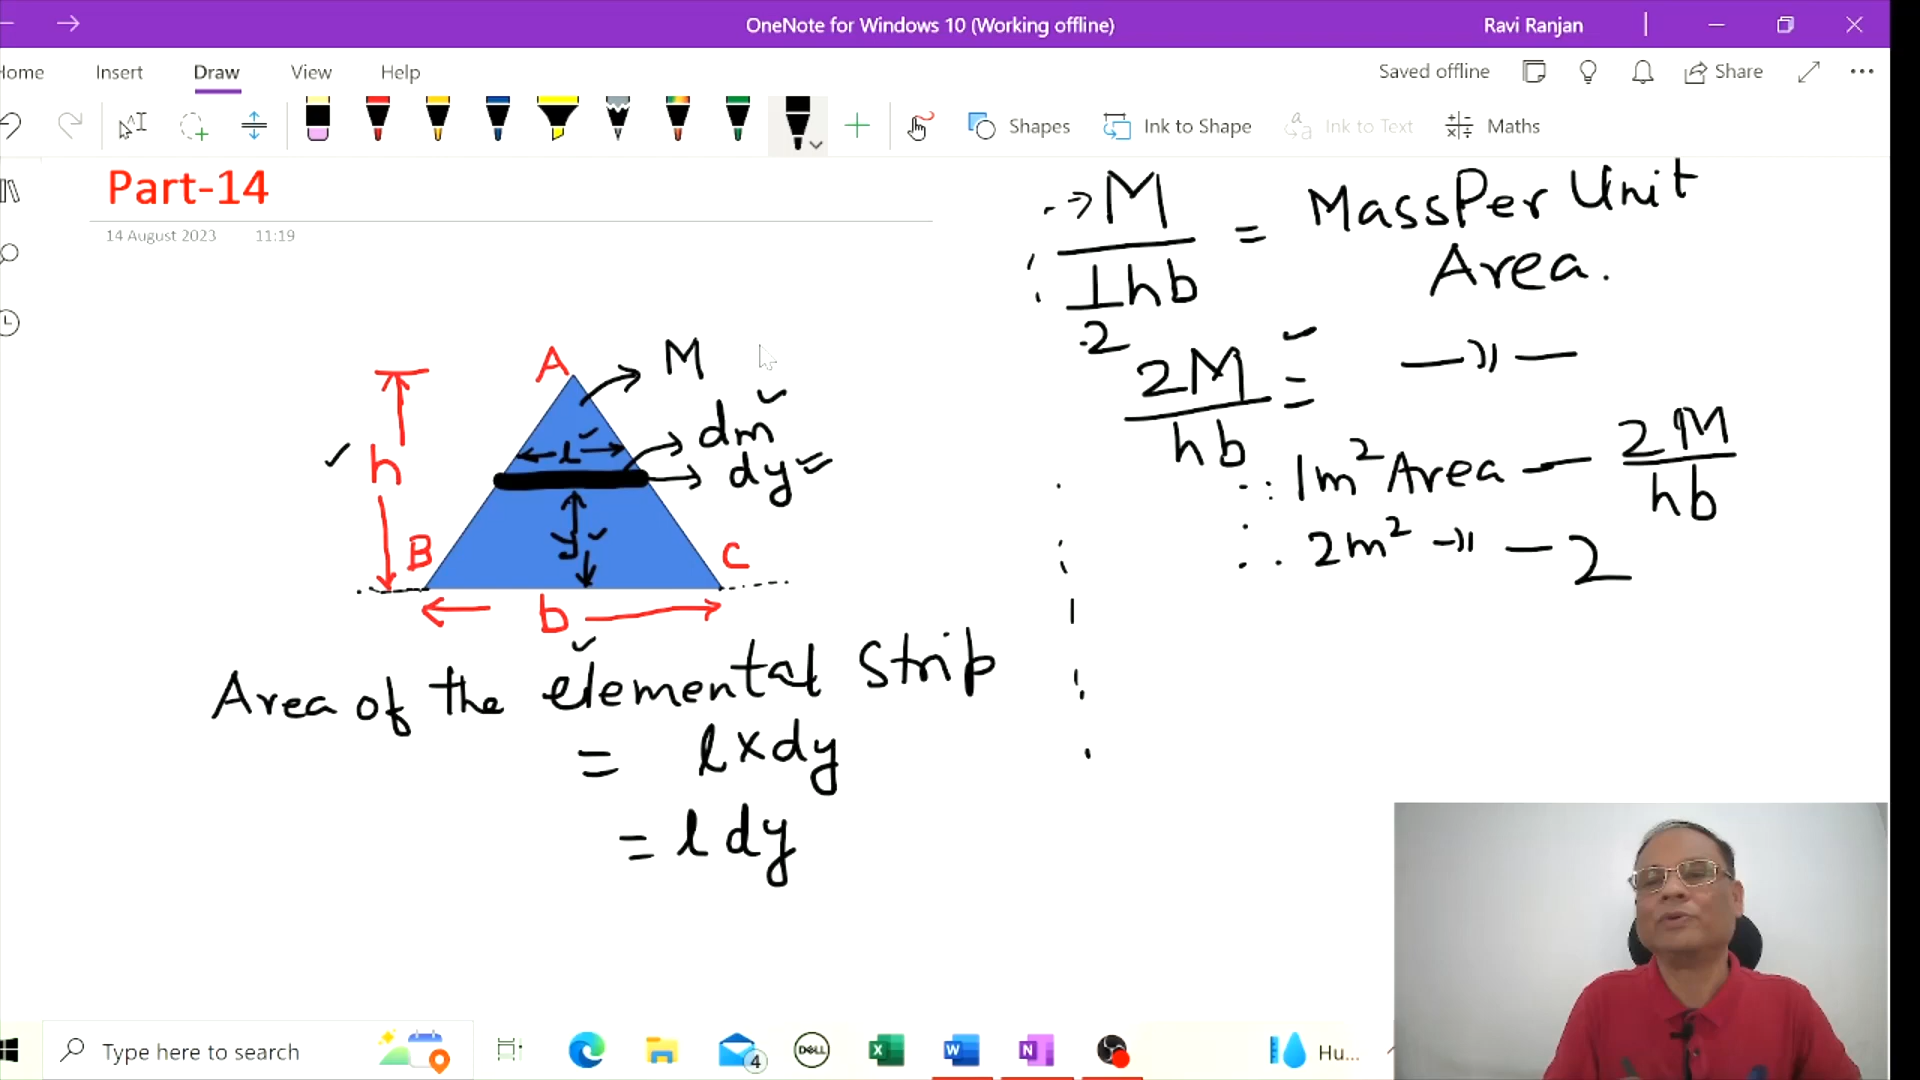 OneNote for Windows 10 (Working offline)
Ravi Ranjan
Home Insert Draw View Help
Saved offline
Share
Shapes
Ink to Shape
Ink to Text
Maths
Part-14
14 August 2023 11:19
A
M
dm
l
dy
h
y
B
C
b
Area of the elemental Strip
= l x dy
= l dy
M
1hb
2
= Mass Per Unit
Area.
2M
hb
= —〃—
∴ 1m² Area — 2M
hb
∴ 2m² -〃- — 2
Type here to search
4
DELL
X
W
N
Hu...